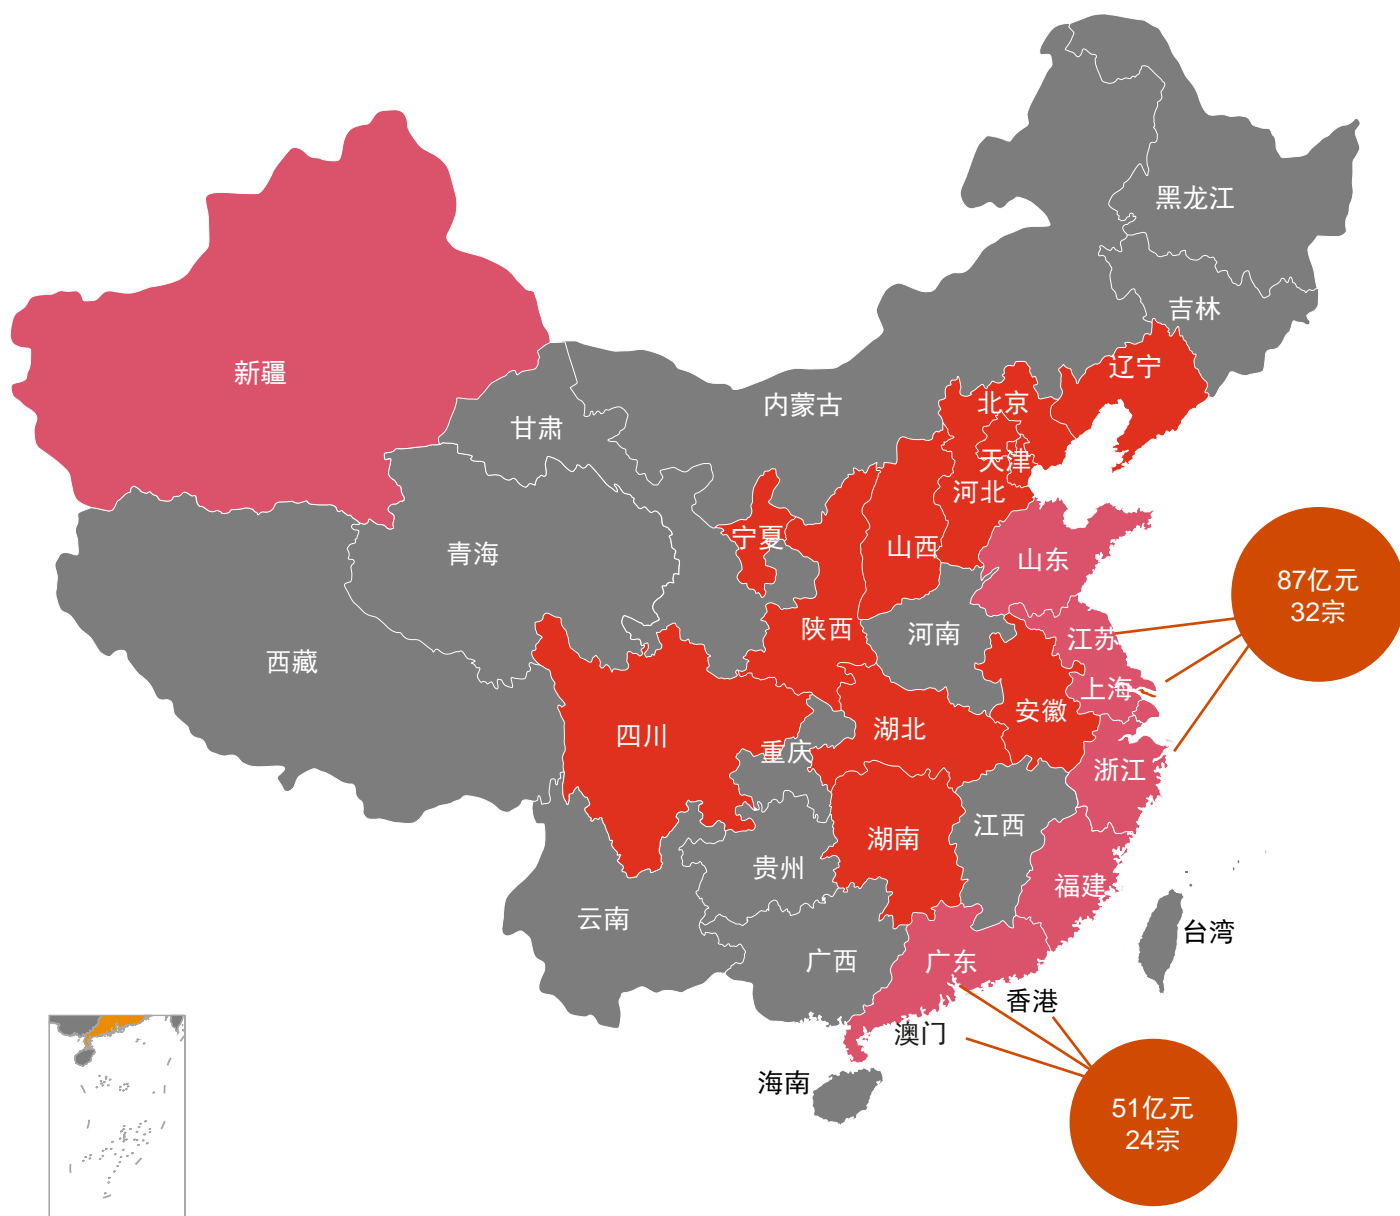 黑龙江
吉林
辽宁
新疆
内蒙古
北京
甘肃
天津
河北
宁夏
山西
青海
山东
87亿元
32宗
陕西
河南
江苏
西藏
上海
安徽
湖北
四川
重庆
浙江
湖南
江西
贵州
福建
云南
台湾
广西
广东
香港
澳门
海南
51亿元
24宗